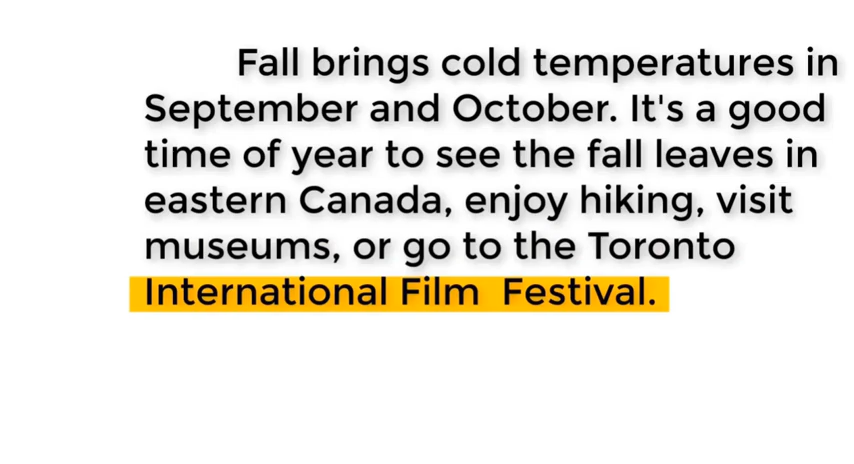 Fall brings cold temperatures in
September and October. It's a good
time of year to see the fall leaves in
eastern Canada, enjoy hiking, visit
museums, or go to the Toronto
International Film  Festival.